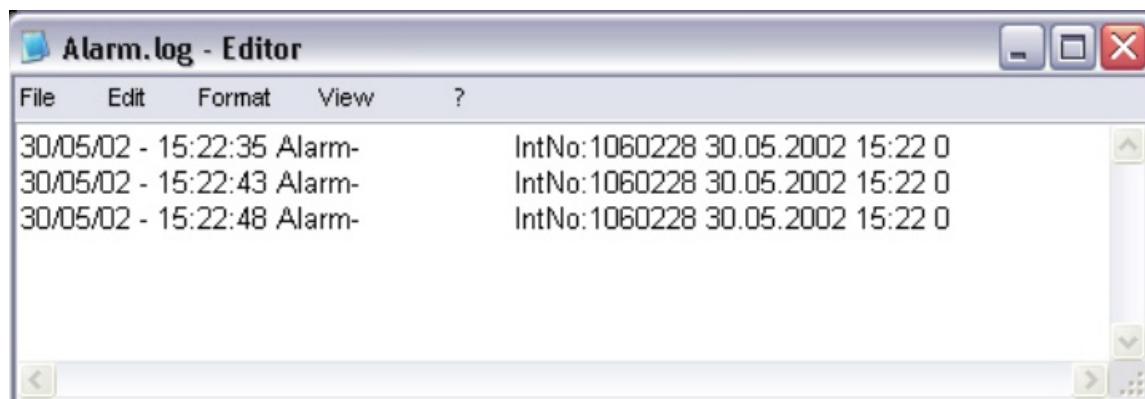 Alarm.log - Editor
File Edit Format View ?
30/05/02 - 15:22:35 Alarm- IntNo:1060228 30.05.2002 15:22 0
30/05/02 - 15:22:43 Alarm- IntNo:1060228 30.05.2002 15:22 0
30/05/02 - 15:22:48 Alarm- IntNo:1060228 30.05.2002 15:22 0